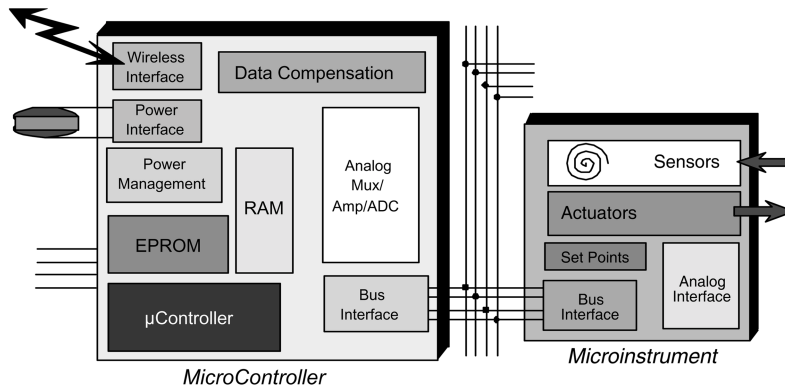 Wireless
Interface
Data Compensation
Power
Interface
Power
Management
RAM
Analog
Mux/
Amp/ADC
EPROM
µController
Bus
Interface
MicroController
Sensors
Actuators
Set Points
Analog
Interface
Bus
Interface
Microinstrument